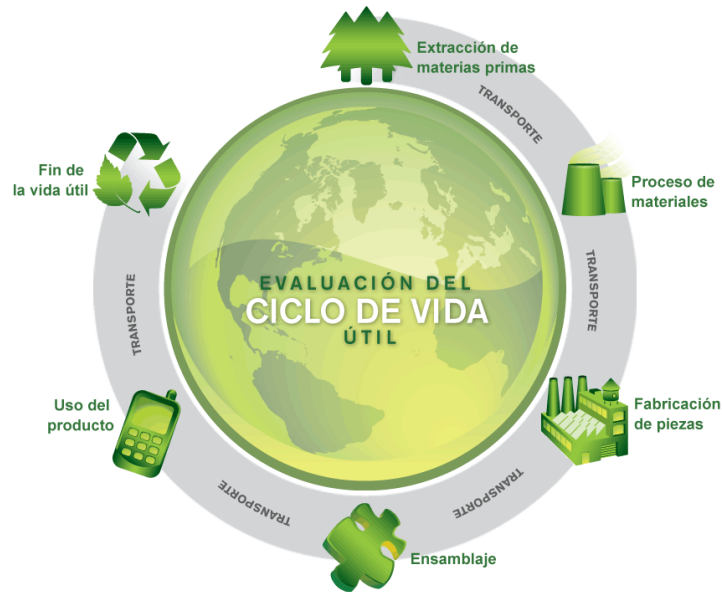 Extracción de
materias primas
TRANSPORTE
Proceso de
materiales
TRANSPORTE
Fabricación
de piezas
TRANSPORTE
Ensamblaje
TRANSPORTE
Uso del
producto
TRANSPORTE
Fin de
la vida útil
EVALUACIÓN DEL
CICLO DE VIDA
ÚTIL